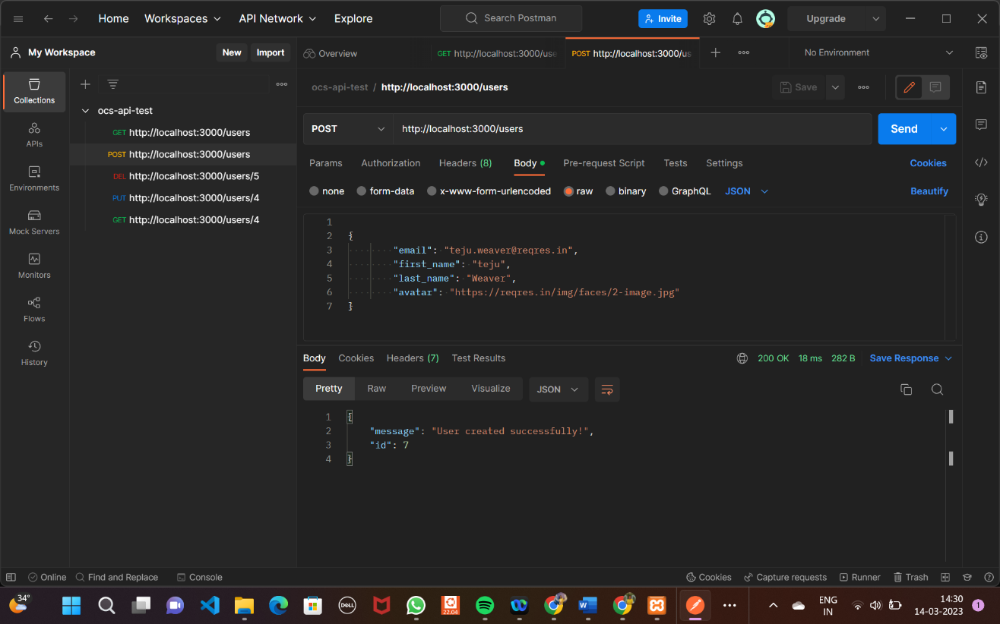 Home Workspaces API Network Explore Search Postman Invite Upgrade
My Workspace New Import Overview GET http://localhost:3000/use POST http://localhost:3000/us No Environment
Collections
APIs
Environments
Mock Servers
Monitors
Flows
History
ocs-api-test
GET http://localhost:3000/users
POST http://localhost:3000/users
DEL http://localhost:3000/users/5
PUT http://localhost:3000/users/4
GET http://localhost:3000/users/4
ocs-api-test / http://localhost:3000/users Save
POST http://localhost:3000/users Send
Params Authorization Headers (8) Body Pre-request Script Tests Settings Cookies
none form-data x-www-form-urlencoded raw binary GraphQL JSON Beautify
1
2 {
3 "email": "teju.weaver@reqres.in",
4 "first_name": "teju",
5 "last_name": "Weaver",
6 "avatar": "https://reqres.in/img/faces/2-image.jpg"
7 }
Body Cookies Headers (7) Test Results 200 OK 18 ms 282 B Save Response
Pretty Raw Preview Visualize JSON
1 {
2 "message": "User created successfully!",
3 "id": 7
4 }
Online Find and Replace Console Cookies Capture requests Runner Trash
34° DELL 22.04 ENG IN 14:30 14-03-2023 1